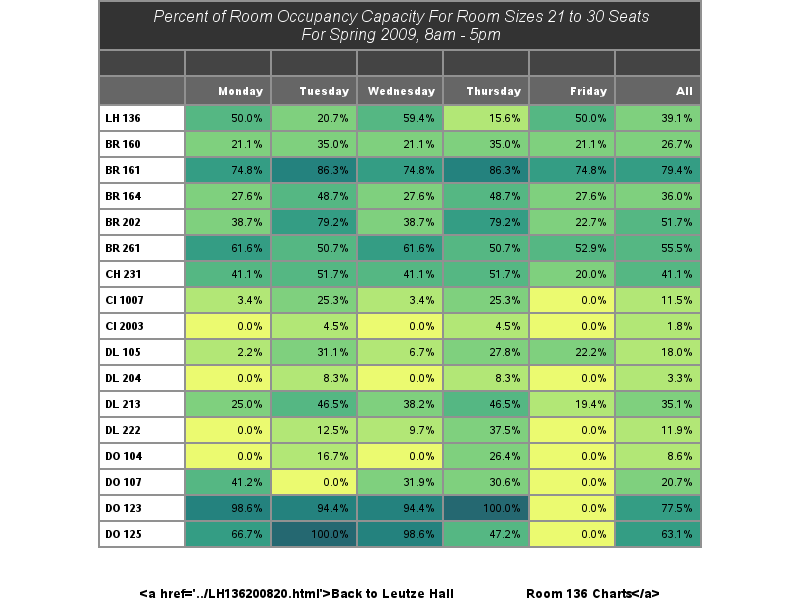 Percent of Room Occupancy Capacity For Room Sizes 21 to 30 Seats
For Spring 2009, 8am - 5pm
Monday Tuesday Wednesday Thursday Friday All
LH 136 50.0% 20.7% 59.4% 15.6% 50.0% 39.1%
BR 160 21.1% 35.0% 21.1% 35.0% 21.1% 26.7%
BR 161 74.8% 86.3% 74.8% 86.3% 74.8% 79.4%
BR 164 27.6% 48.7% 27.6% 48.7% 27.6% 36.0%
BR 202 38.7% 79.2% 38.7% 79.2% 22.7% 51.7%
BR 261 61.6% 50.7% 61.6% 50.7% 52.9% 55.5%
CH 231 41.1% 51.7% 41.1% 51.7% 20.0% 41.1%
CI 1007 3.4% 25.3% 3.4% 25.3% 0.0% 11.5%
CI 2003 0.0% 4.5% 0.0% 4.5% 0.0% 1.8%
DL 105 2.2% 31.1% 6.7% 27.8% 22.2% 18.0%
DL 204 0.0% 8.3% 0.0% 8.3% 0.0% 3.3%
DL 213 25.0% 46.5% 38.2% 46.5% 19.4% 35.1%
DL 222 0.0% 12.5% 9.7% 37.5% 0.0% 11.9%
DO 104 0.0% 16.7% 0.0% 26.4% 0.0% 8.6%
DO 107 41.2% 0.0% 31.9% 30.6% 0.0% 20.7%
DO 123 98.6% 94.4% 94.4% 100.0% 0.0% 77.5%
DO 125 66.7% 100.0% 98.6% 47.2% 0.0% 63.1%
<a href='../LH136200820.html'>Back to Leutze Hall Room 136 Charts</a>